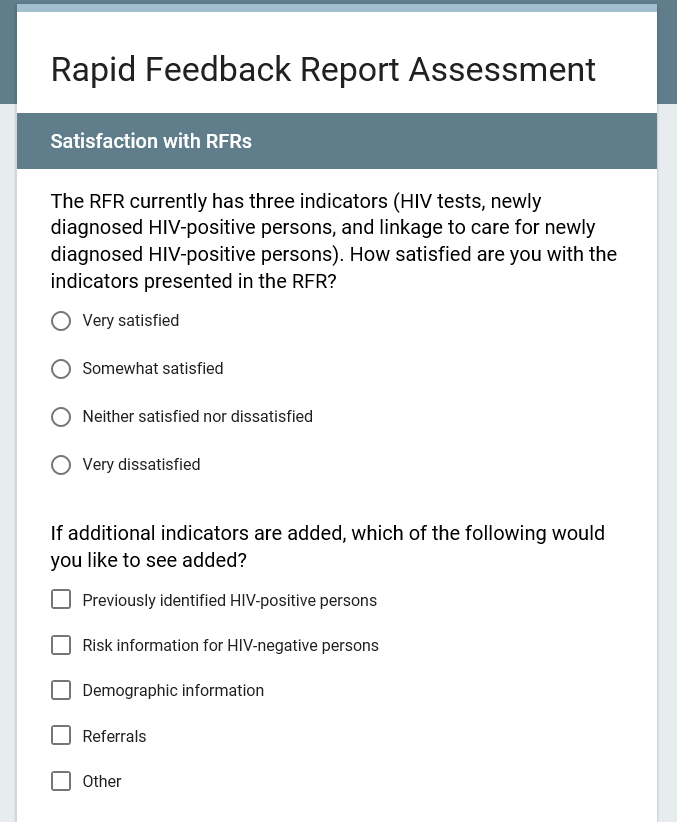 Rapid Feedback Report Assessment
Satisfaction with RFRs
The RFR currently has three indicators (HIV tests, newly
diagnosed HIV-positive persons, and linkage to care for newly
diagnosed HIV-positive persons). How satisfied are you with the
indicators presented in the RFR?
Very satisfied
Somewhat satisfied
Neither satisfied nor dissatisfied
Very dissatisfied
If additional indicators are added, which of the following would
you like to see added?
Previously identified HIV-positive persons
Risk information for HIV-negative persons
Demographic information
Referrals
Other